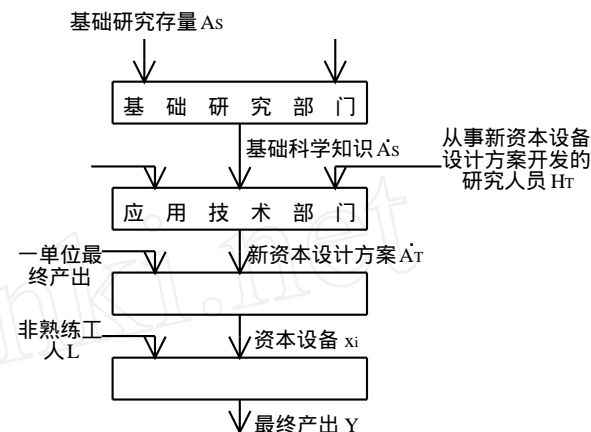 基础研究存量 As
基础研究部门
基础科学知识 Ȧs
从事新资本设备
设计方案开发的
研究人员 HT
应用技术部门
一单位最
终产出
新资本设计方案 ȦT
非熟练工
人 L
资本设备 xi
最终产出 Y
nki.net